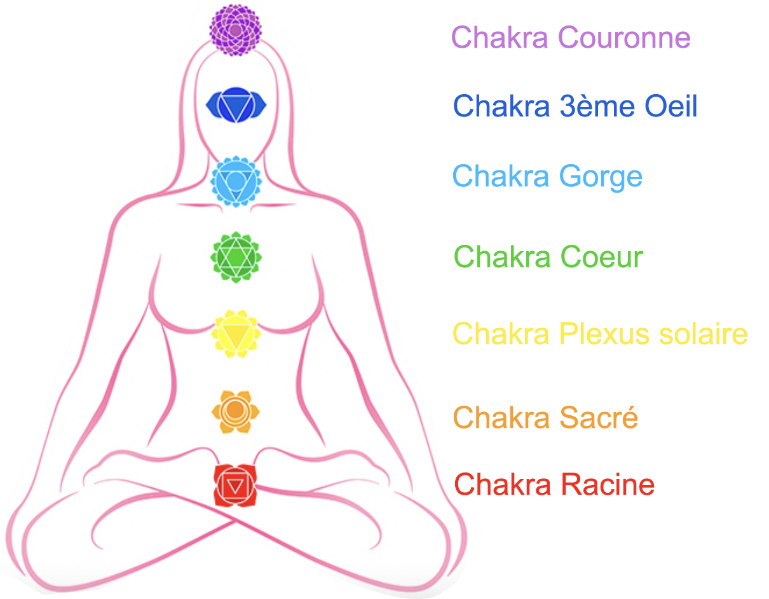 Chakra Couronne
Chakra 3ème Oeil
Chakra Gorge
Chakra Coeur
Chakra Plexus solaire
Chakra Sacré
Chakra Racine